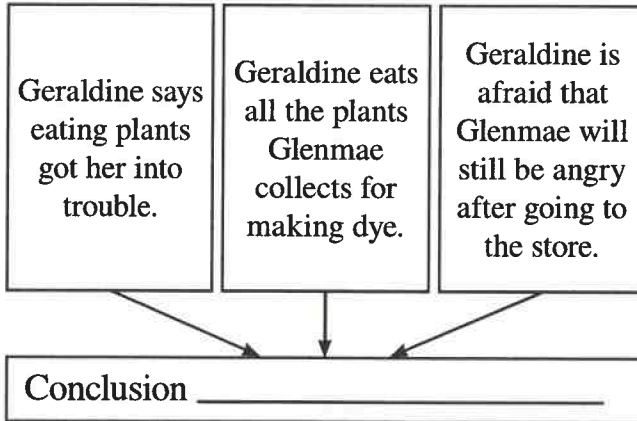 Geraldine says
eating plants
got her into
trouble.
Geraldine eats
all the plants
Glenmae
collects for
making dye.
Geraldine is
afraid that
Glenmae will
still be angry
after going to
the store.
Conclusion